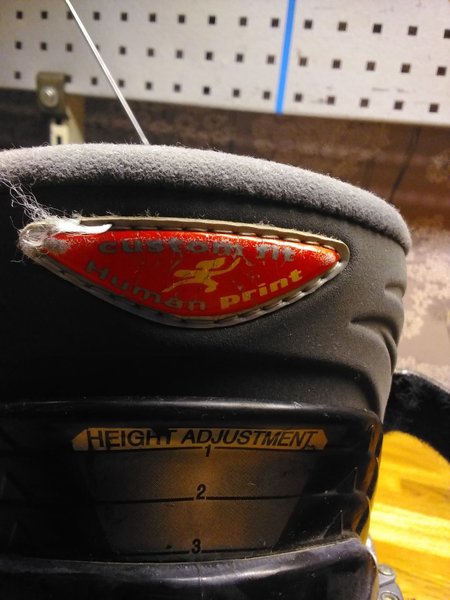 custom fit
Human print
HEIGHT ADJUSTMENT
1
2
3